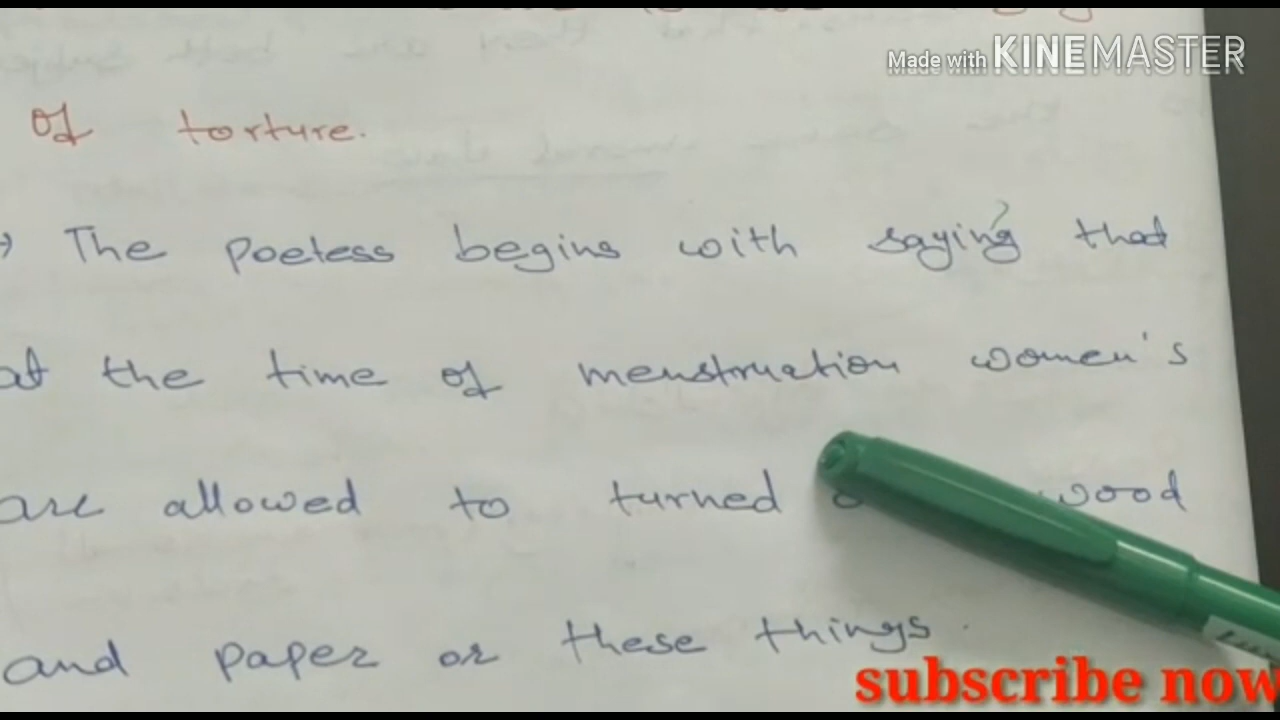 Made with KINEMASTER
of torture.
The poetess begins with saying that
at the time of menstruation women's
are allowed to turned wood
and paper or these things.
subscribe now